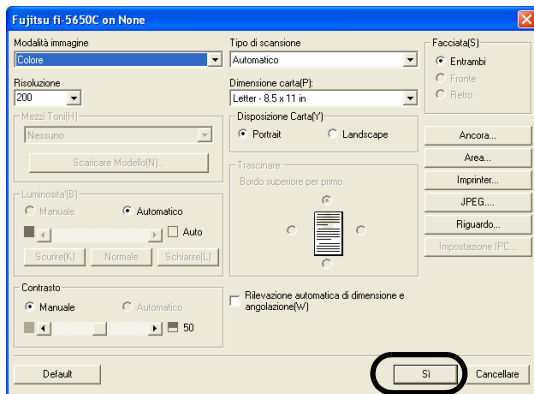 Fujitsu fi-5650C on None
Modalità immagine
Colore
Risoluzione
200
Mezzi Toni(H)
Nessuno
Scaricare Modello(N)...
Luminosita'(B)
Manuale
Automatico
Auto
Scurire(K)
Normale
Schiarire(L)
Contrasto
Manuale
Automatico
50
Tipo di scansione
Automatico
Dimensione carta(P):
Letter - 8.5 x 11 in
Disposizione Carta(Y)
Portrait
Landscape
Trascinare:
Bordo superiore per primo
Rilevazione automatica di dimensione e
angolazione(W)
Facciata(S)
Entrambi
Fronte
Retro
Ancora...
Area...
Imprinter...
JPEG....
Riguardo...
Impostazione IPC...
Default
Sì
Cancellare